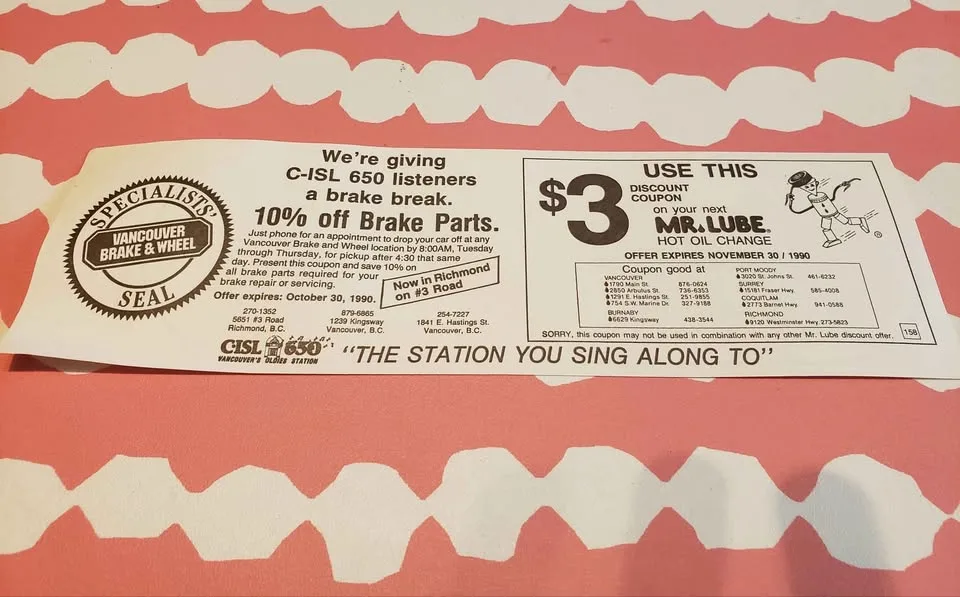 SPECIALISTS'
VANCOUVER
BRAKE & WHEEL
SEAL
We're giving
C-ISL 650 listeners
a brake break.
10% off Brake Parts.
Just phone for an appointment to drop your car off at any
Vancouver Brake and Wheel location by 8:00AM, Tuesday
through Thursday, for pickup after 4:30 that same
day. Present this coupon and save 10% on
all brake parts required for your
brake repair or servicing.
Now in Richmond
on #3 Road
Offer expires: October 30, 1990.
270-1352
5651 #3 Road
Richmond, B.C.
879-6865
1239 Kingsway
Vancouver, B.C.
254-7227
1841 E. Hastings St.
Vancouver, B.C.
CISL 650
VANCOUVER'S OLDIES STATION
"THE STATION YOU SING ALONG TO"
USE THIS
$3
DISCOUNT
COUPON
on your next
MR. LUBE®
HOT OIL CHANGE
OFFER EXPIRES NOVEMBER 30 / 1990
Coupon good at
VANCOUVER
1790 Main St. 876-0624
2850 Arbutus St. 736-6353
1291 E. Hastings St. 251-9855
754 S.W. Marine Dr. 327-9188
BURNABY
6629 Kingsway 438-3544
PORT MOODY
3020 St. Johns St. 461-6232
SURREY
15181 Fraser Hwy. 585-4008
COQUITLAM
2773 Barnet Hwy. 941-0588
RICHMOND
9120 Westminster Hwy. 273-5823
SORRY, this coupon may not be used in combination with any other Mr. Lube discount offer.
158